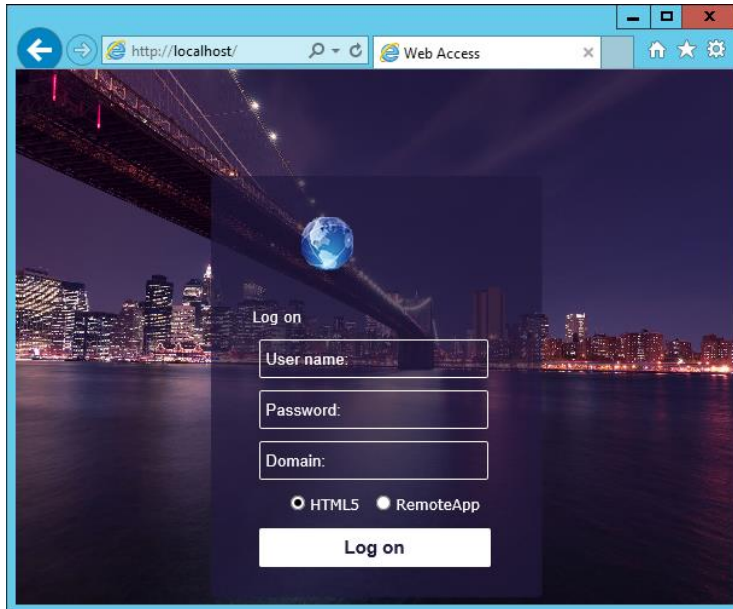 http://localhost/
Web Access
Log on
User name:
Password:
Domain:
HTML5 RemoteApp
Log on